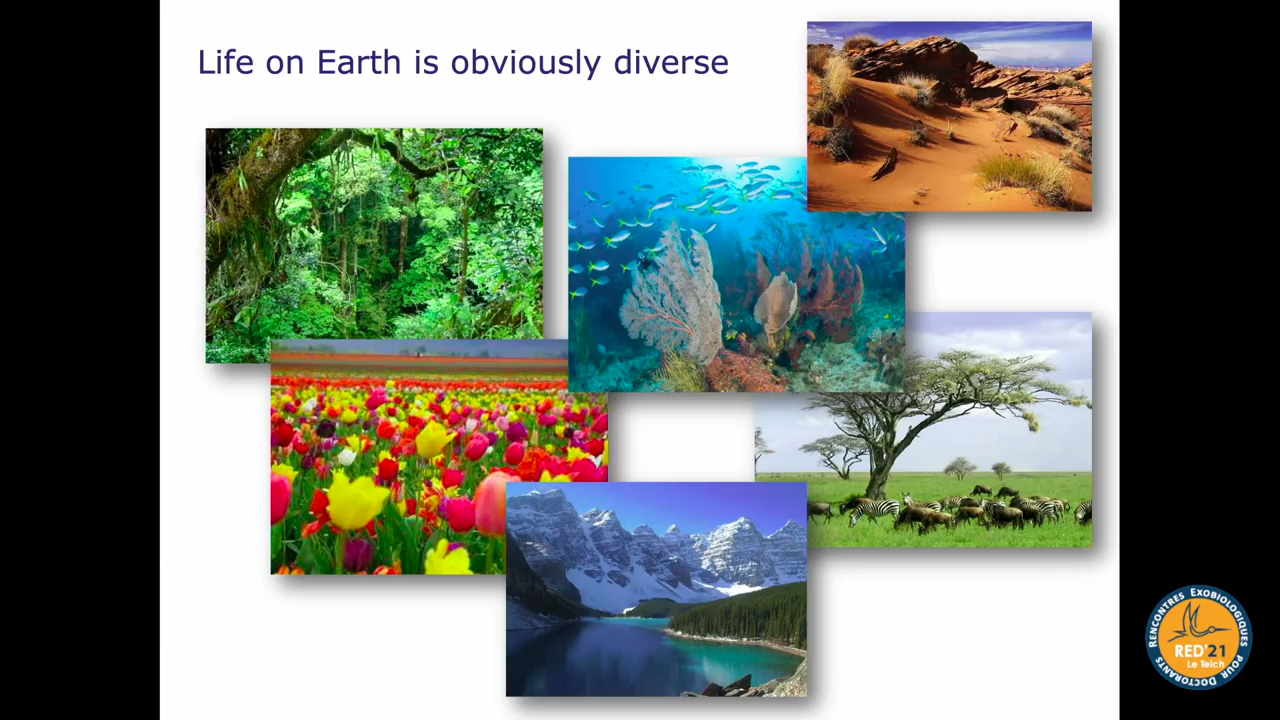 Life on Earth is obviously diverse
RENCONTRES EXOBIOLOGIQUES POUR DOCTORANTS
RED'21
Le Teich